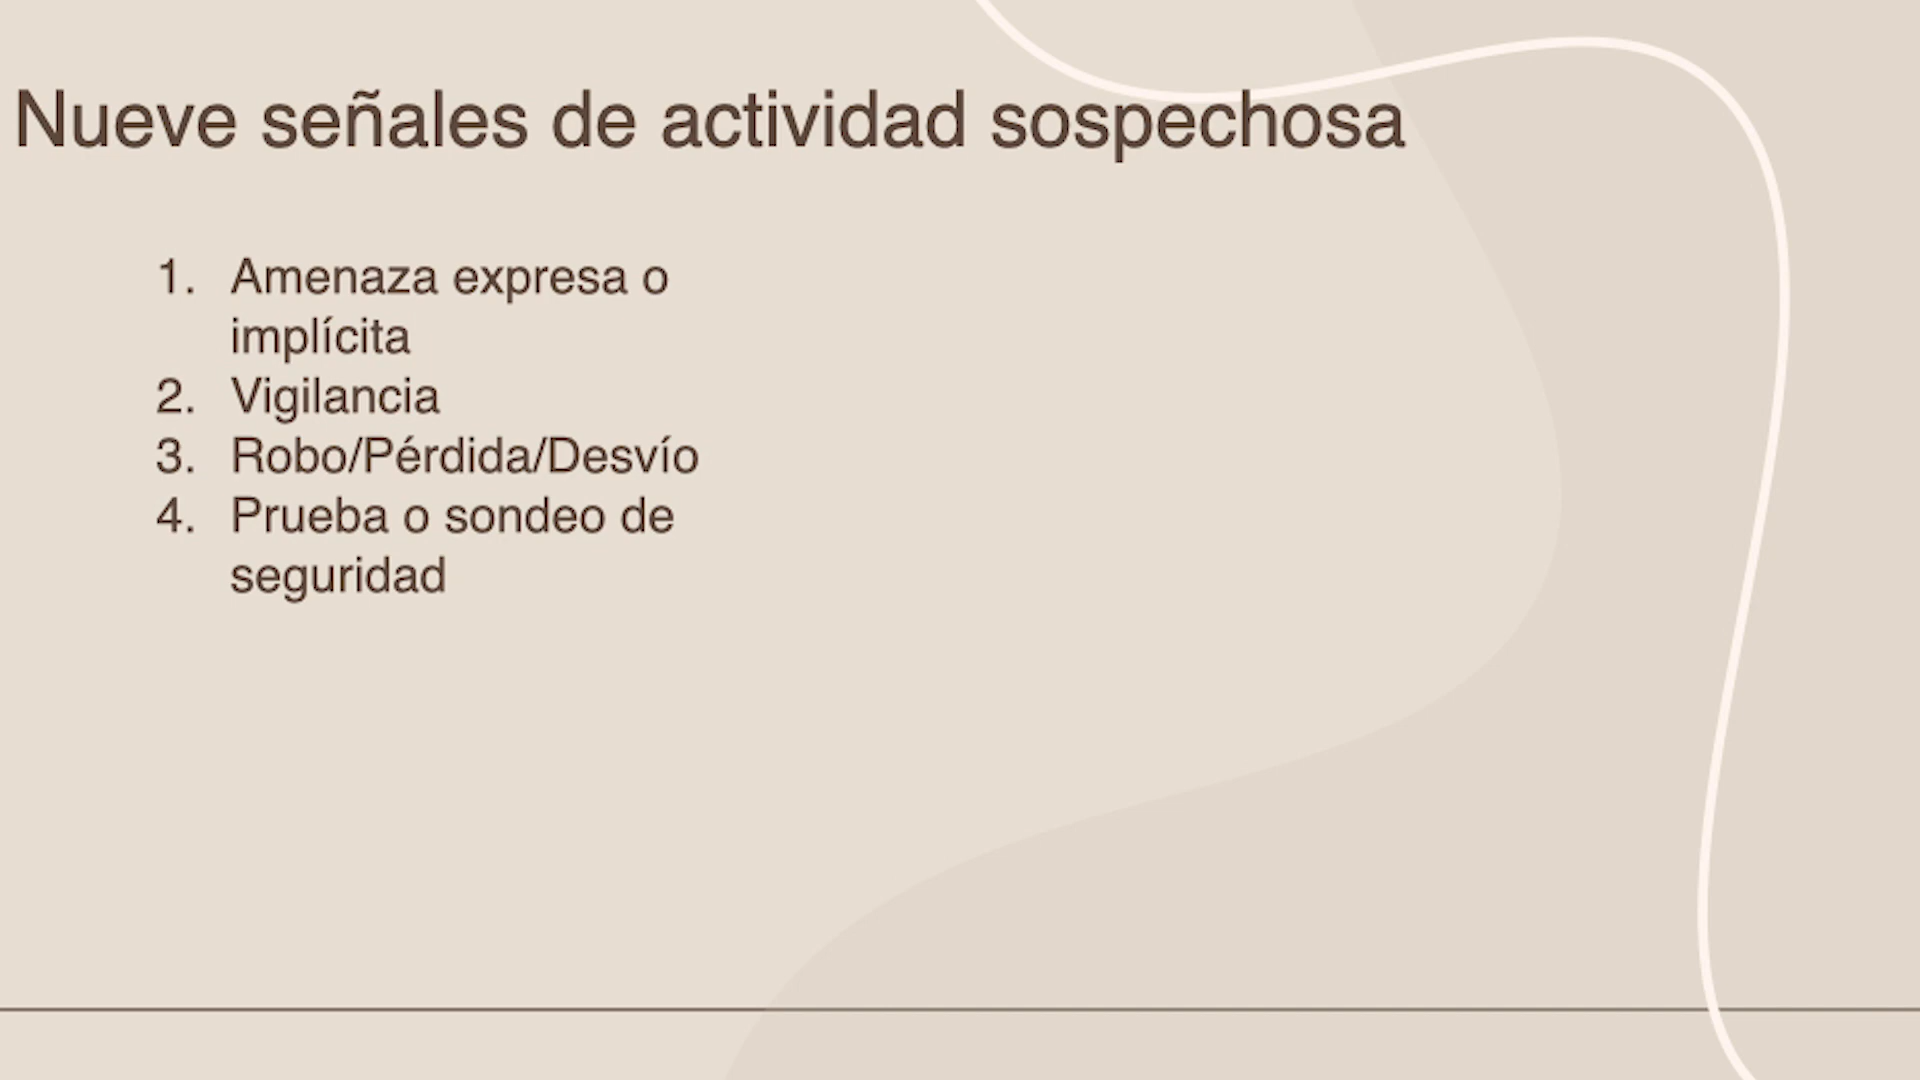 Nueve señales de actividad sospechosa
1. Amenaza expresa o
implícita
2. Vigilancia
3. Robo/Pérdida/Desvío
4. Prueba o sondeo de
seguridad